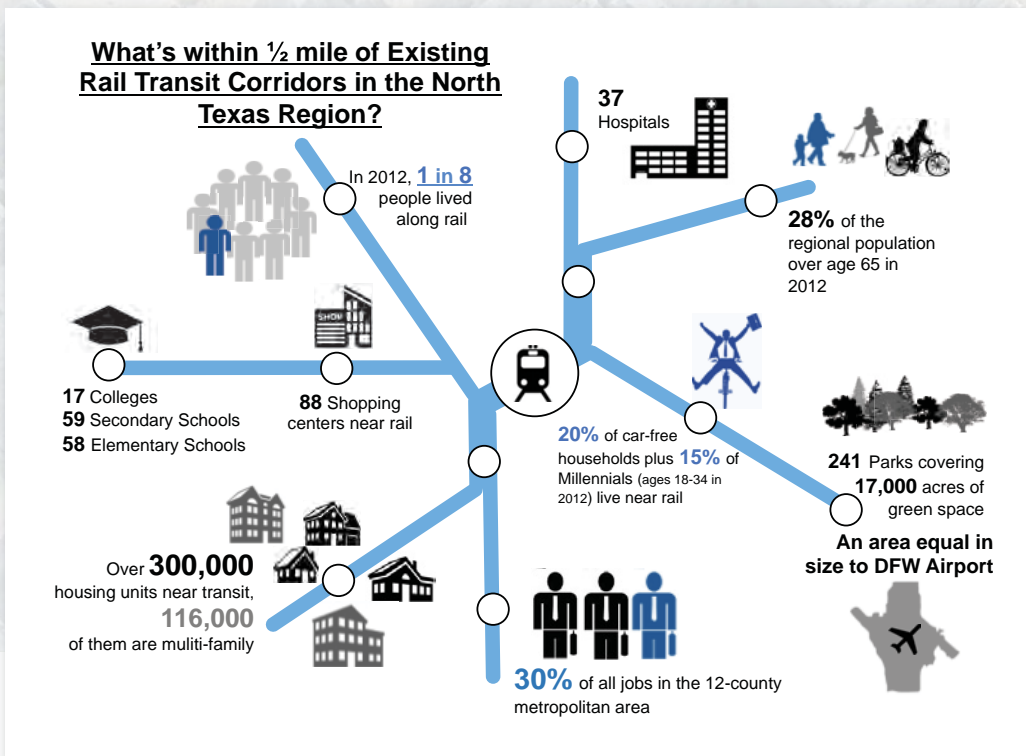 What's within ½ mile of Existing
Rail Transit Corridors in the North
Texas Region?
In 2012, 1 in 8
people lived
along rail
37
Hospitals
28% of the
regional population
over age 65 in
2012
SHOW
17 Colleges
59 Secondary Schools
58 Elementary Schools
88 Shopping
centers near rail
20% of car-free
households plus 15% of
Millennials (ages 18-34 in
2012) live near rail
241 Parks covering
17,000 acres of
green space
An area equal in
size to DFW Airport
Over 300,000
housing units near transit,
116,000
of them are muliti-family
30% of all jobs in the 12-county
metropolitan area